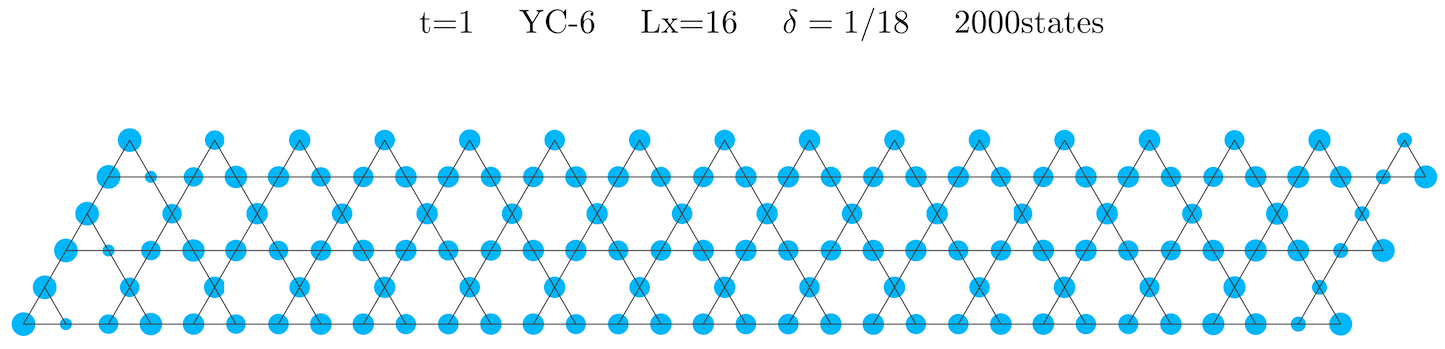 t=1 YC-6 Lx=16 δ = 1/18 2000states